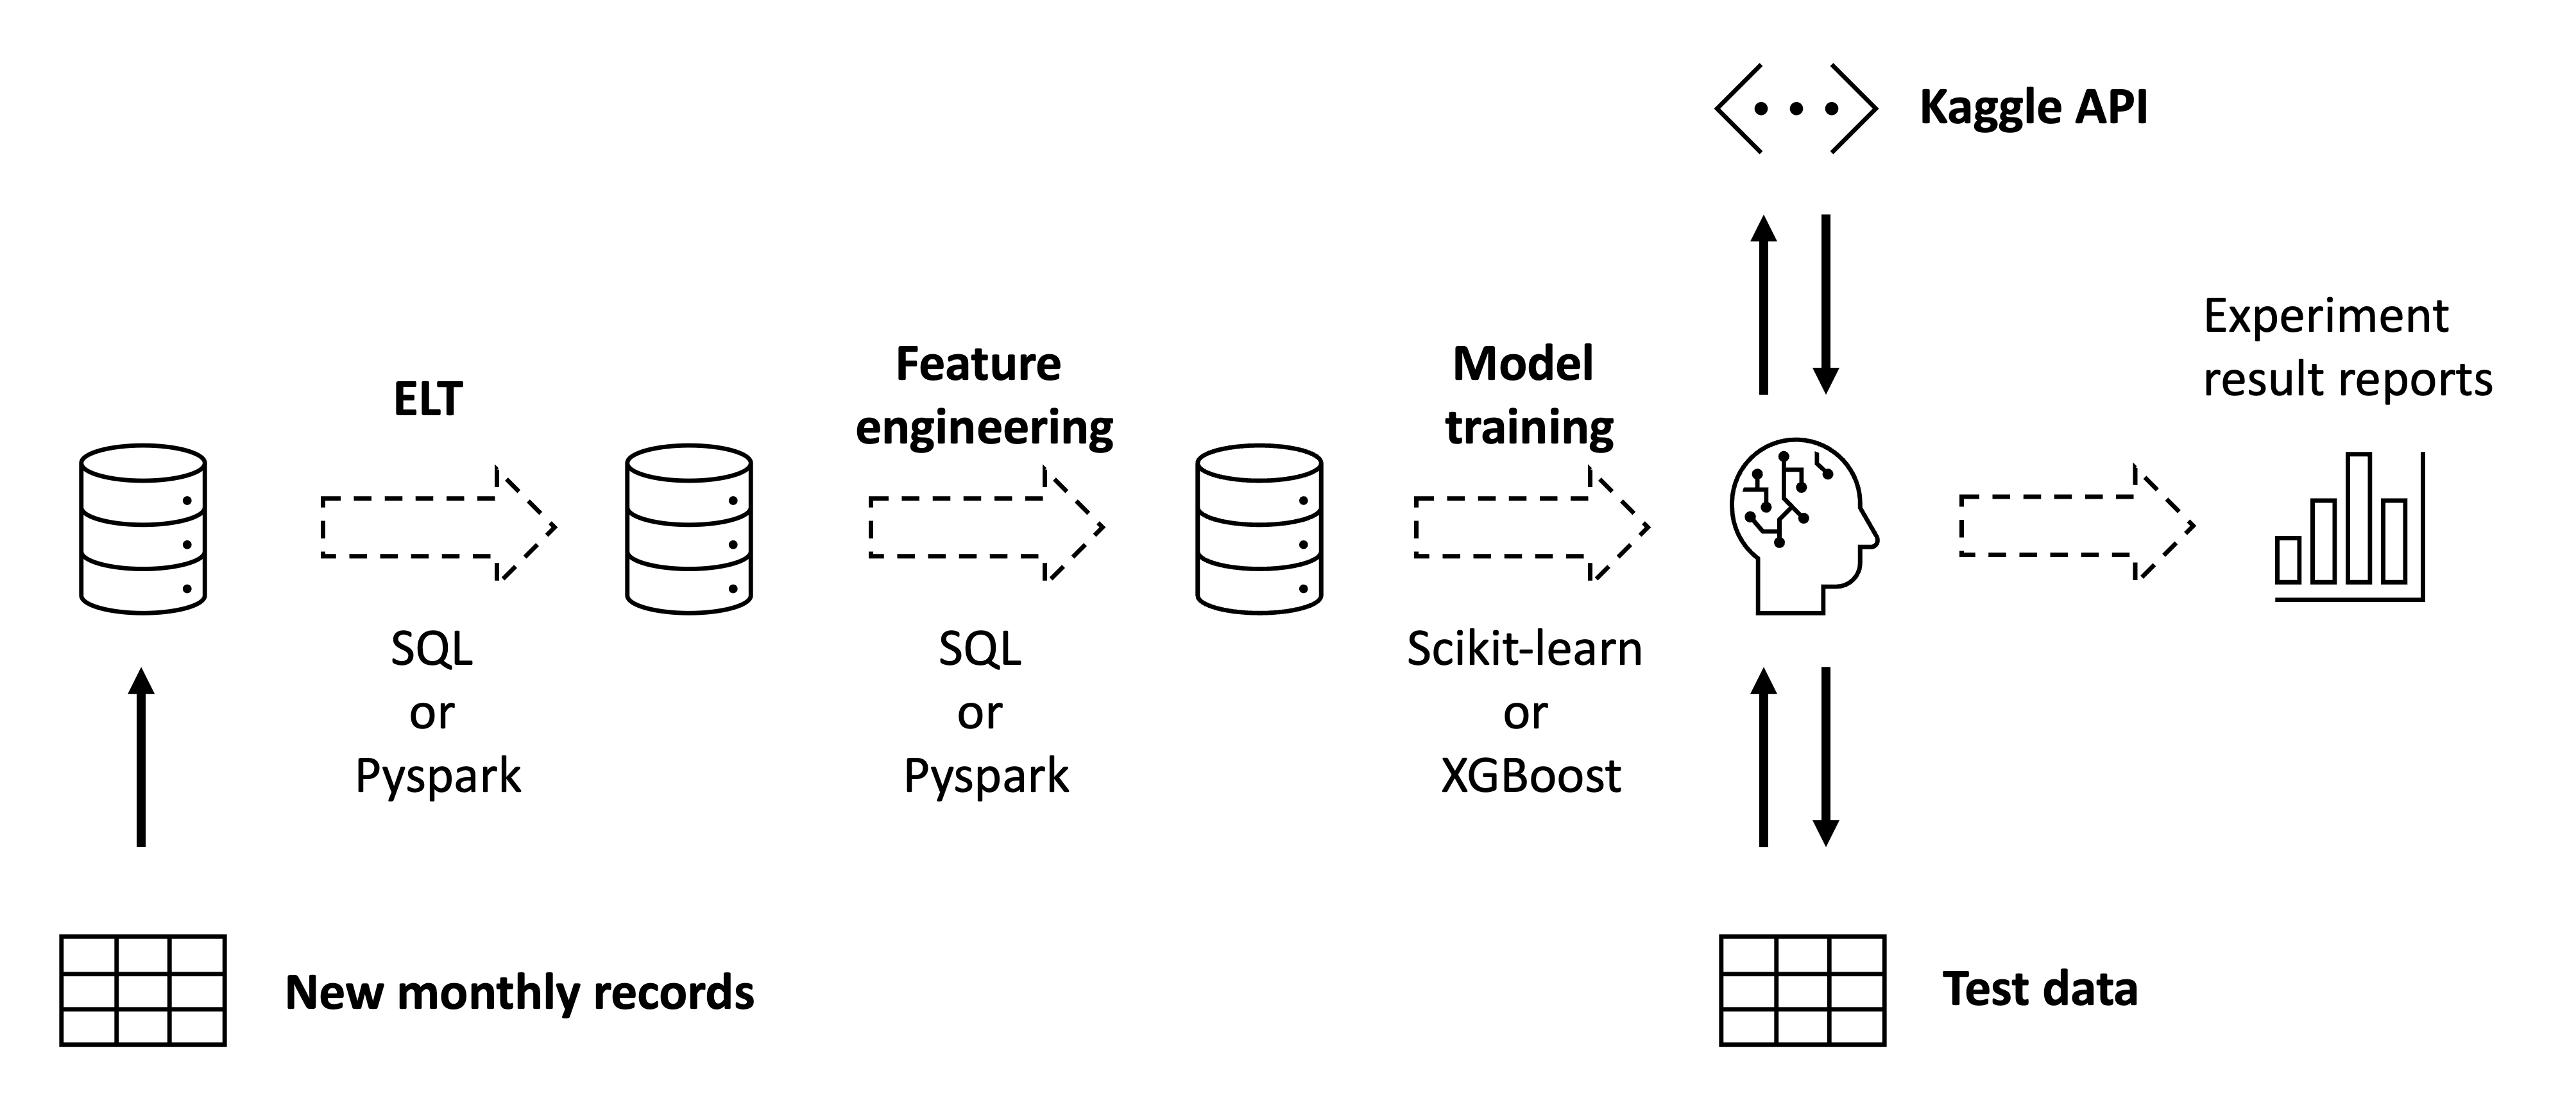 Kaggle API
Experiment
result reports
ELT
Feature
engineering
Model
training
SQL
or
Pyspark
SQL
or
Pyspark
Scikit-learn
or
XGBoost
New monthly records
Test data